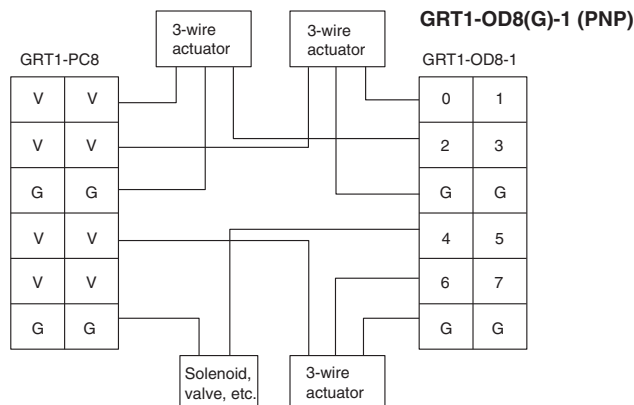 GRT1-OD8(G)-1 (PNP)
3-wire
actuator
3-wire
actuator
GRT1-PC8
GRT1-OD8-1
V V
V V
G G
V V
V V
G G
0 1
2 3
G G
4 5
6 7
G G
Solenoid,
valve, etc.
3-wire
actuator